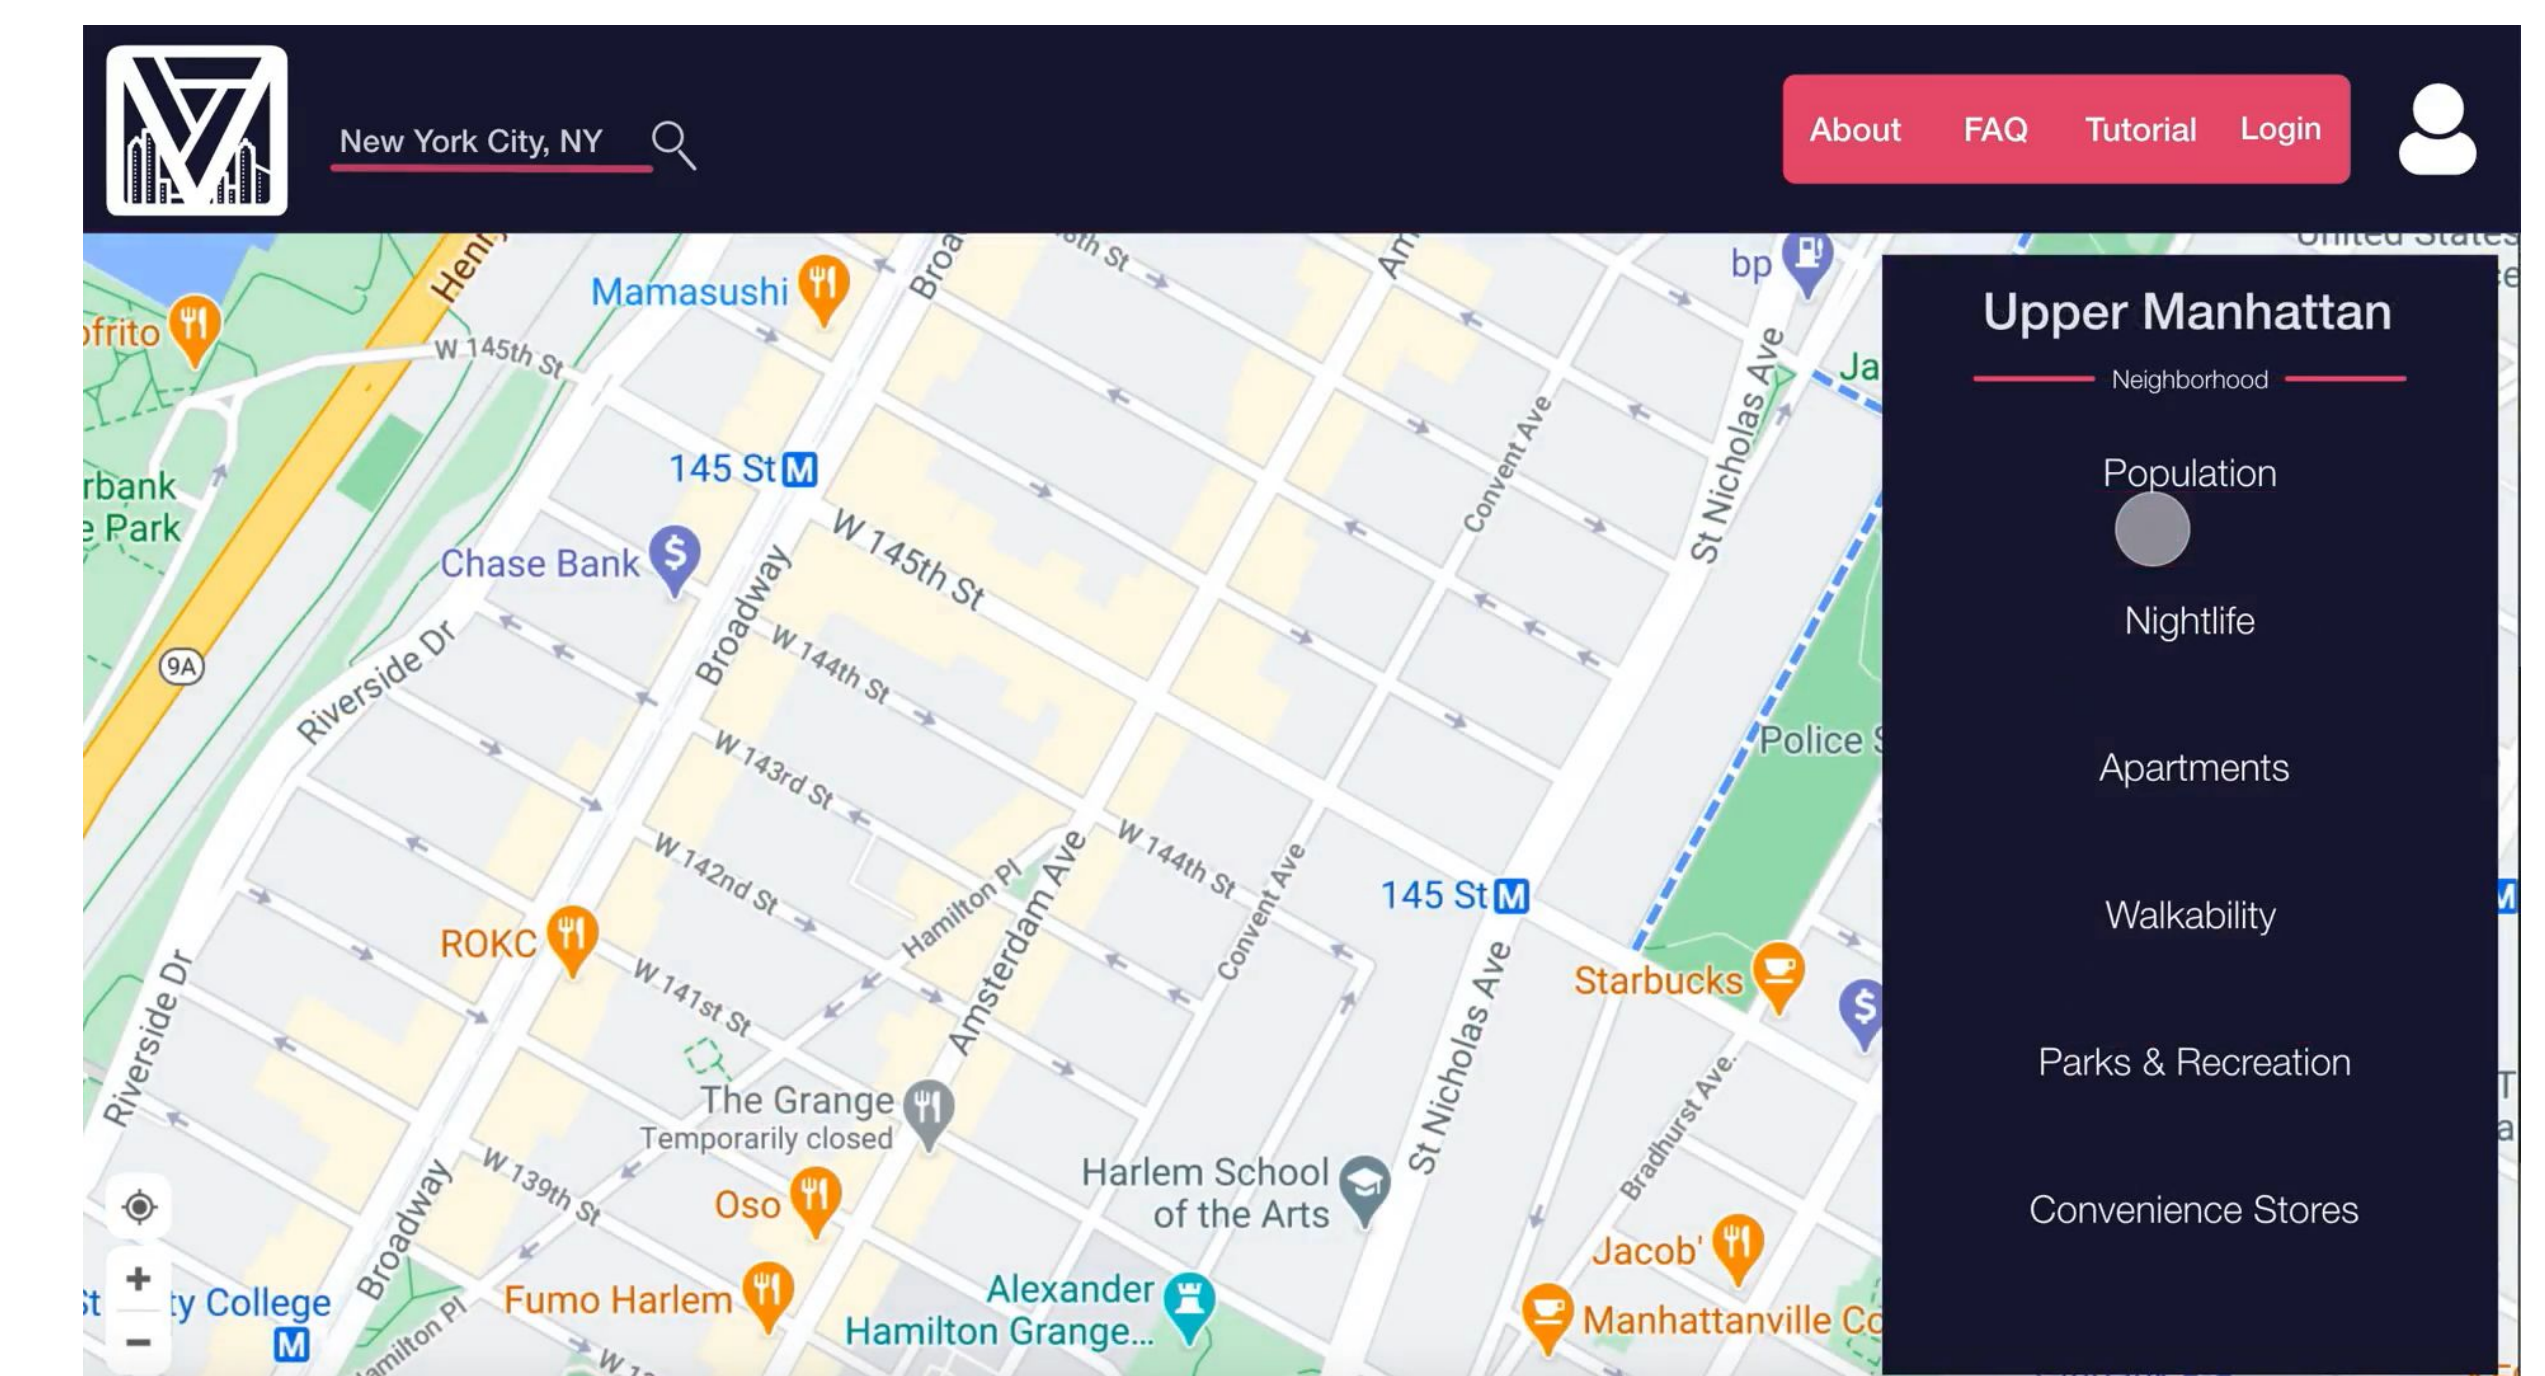 New York City, NY
About
FAQ
Tutorial
Login
Upper Manhattan
Neighborhood
Population
Nightlife
Apartments
Walkability
Parks & Recreation
Convenience Stores
Mamasushi
bp
W 145th St
145 St M
Chase Bank
Broadway
W 145th St
Convent Ave
St Nicholas Ave
e Park
9A
Riverside Dr
W 144th St
W 143rd St
Police
W 142nd St
Hamilton Pl
Amsterdam Ave
W 144th St
Convent Ave
145 St M
ROKC
W 141st St
Starbucks
Riverside Dr
St Nicholas Ave
The Grange
Temporarily closed
Bradhurst Ave.
Harlem School
of the Arts
W 139th St
Oso
Broadway
Jacob'
Fumo Harlem
Alexander
Hamilton Grange...
Manhattanville
College
M